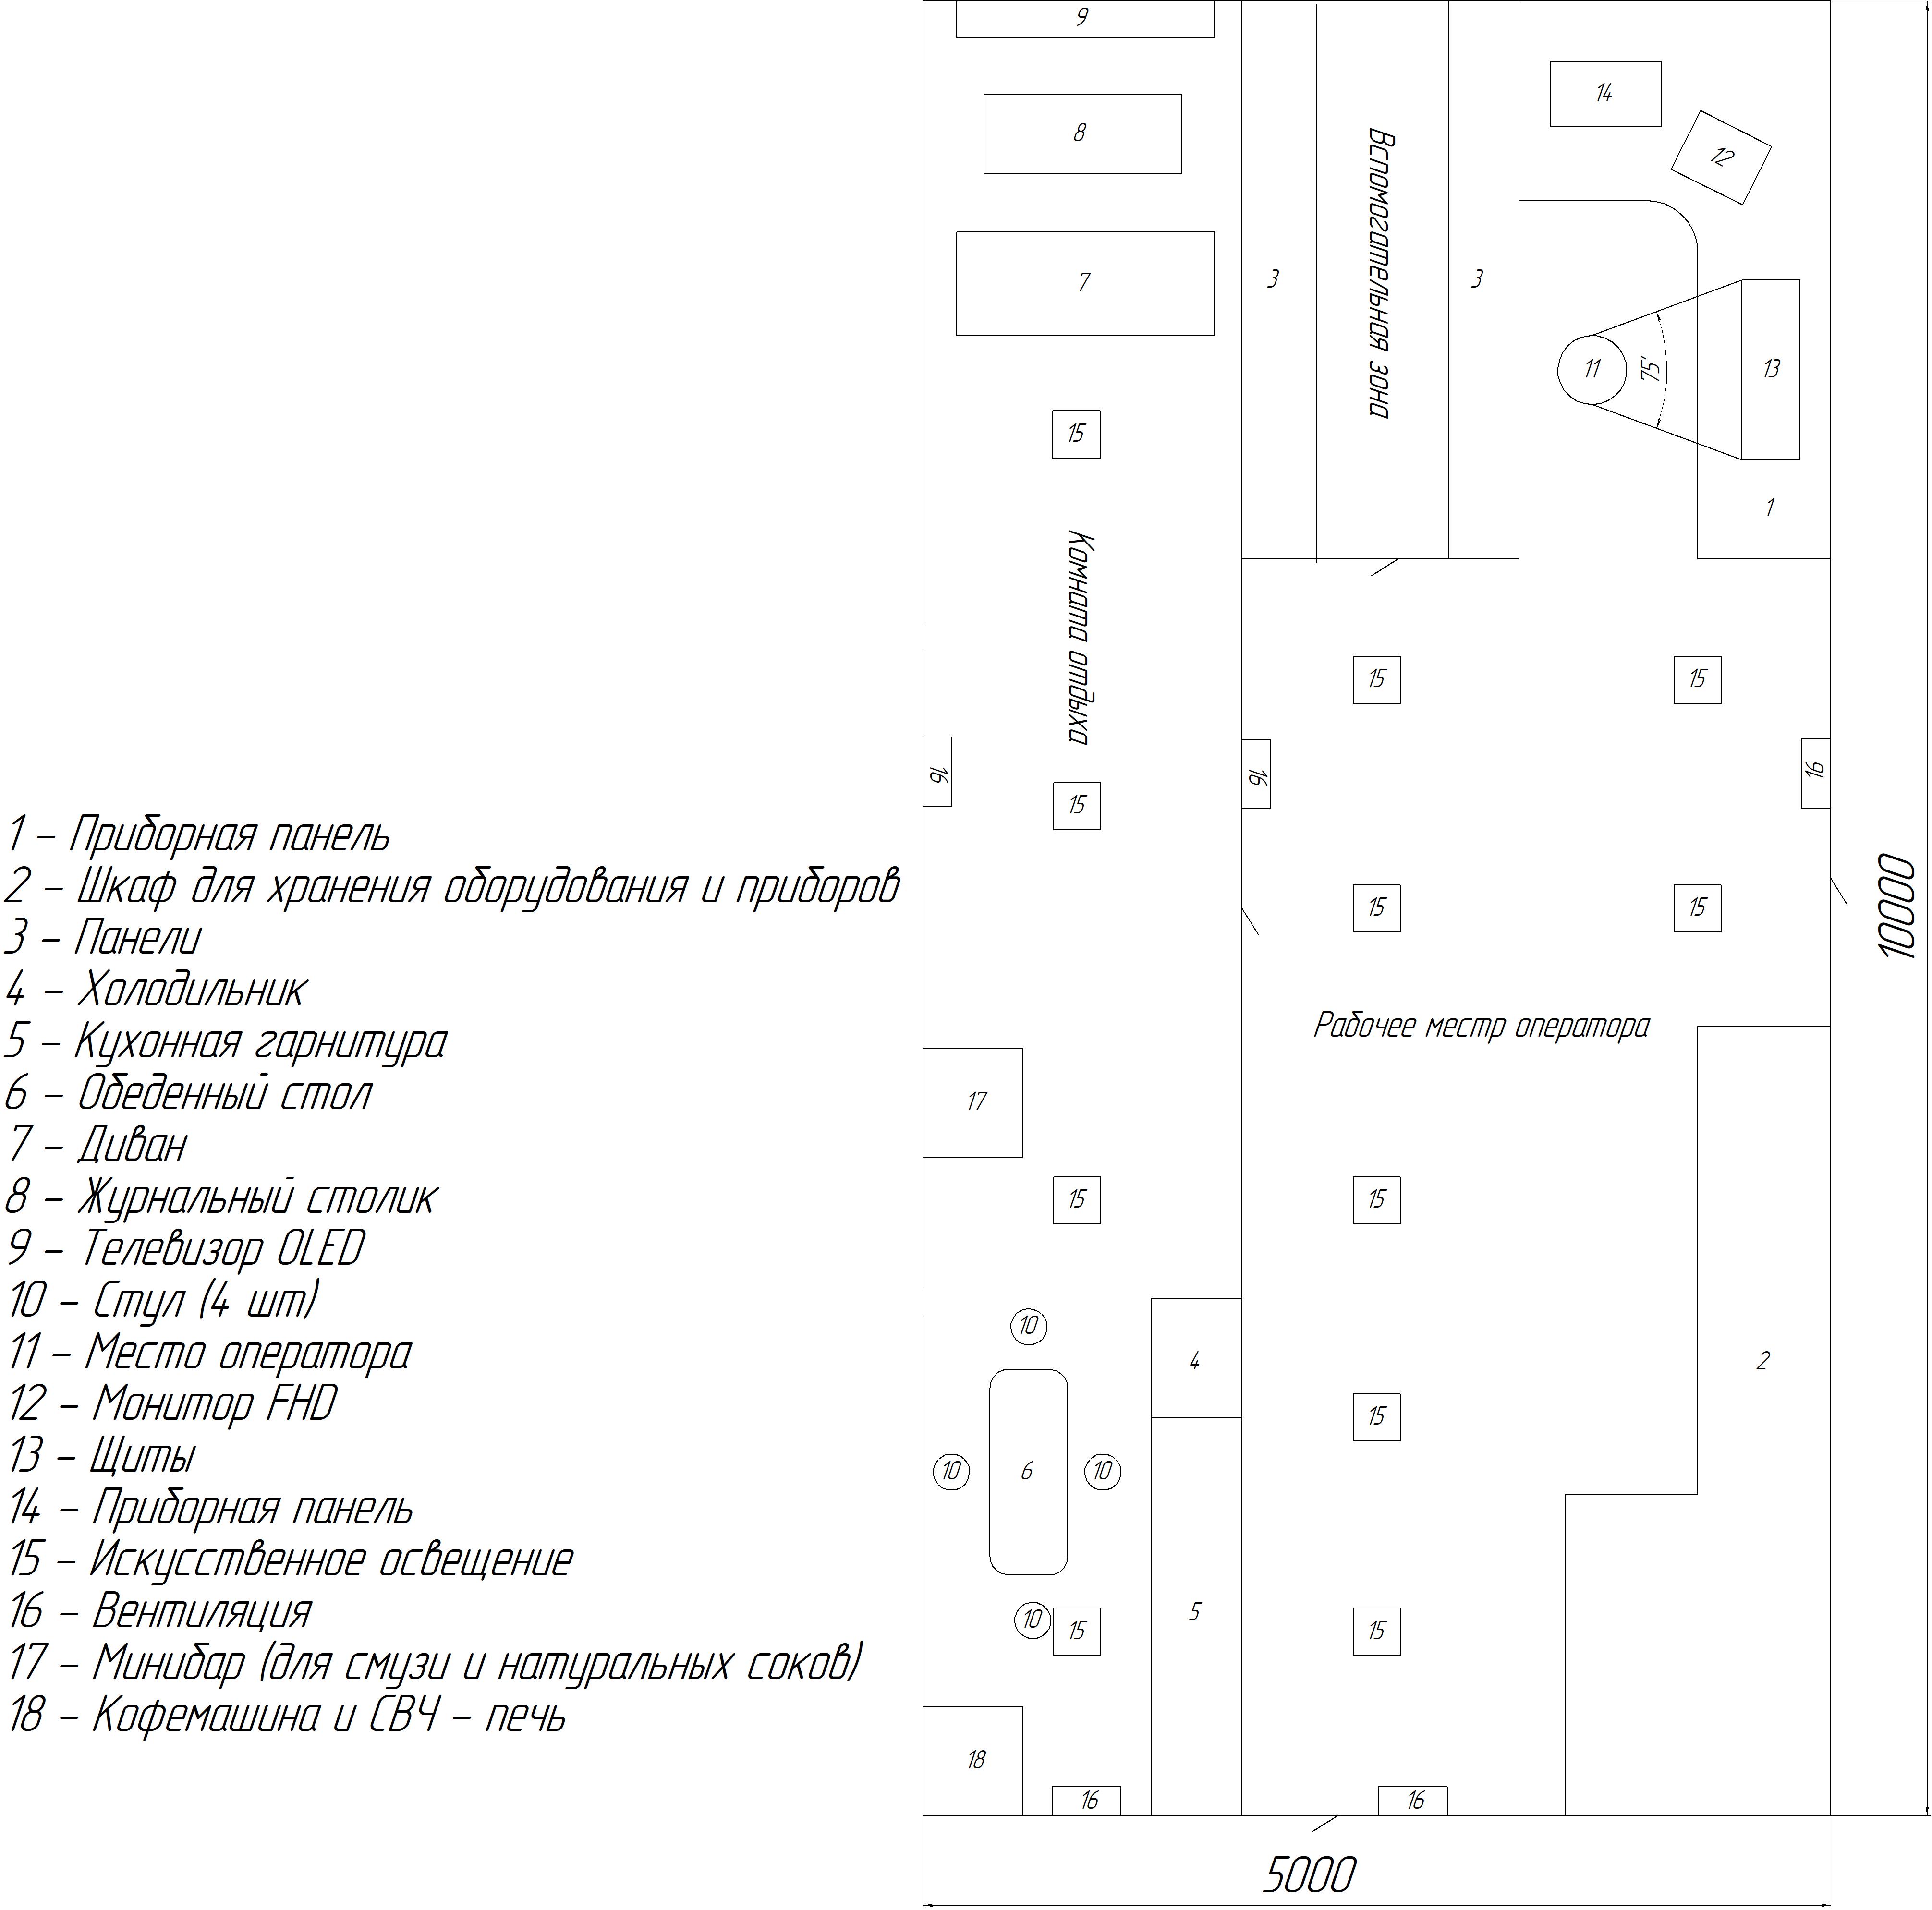 1 – Приборная панель
2 – Шкаф для хранения оборудования и приборов
3 – Панели
4 – Холодильник
5 – Кухонная гарнитура
6 – Обеденный стол
7 – Диван
8 – Журнальный столик
9 – Телевизор OLED
10 – Стул (4 шт)
11 – Место оператора
12 – Монитор FHD
13 – Щиты
14 – Приборная панель
15 – Искусственное освещение
16 – Вентиляция
17 – Минибар (для смузи и натуральных соков)
18 – Кофемашина и СВЧ – печь
9
8
7
15
Комната отдыха
16
15
17
15
10
4
10
6
10
5
10
15
18
16
3
Вспомогательная зона
3
14
12
11
75'
13
1
15
15
16
16
15
15
Рабочее местр оператора
15
2
15
15
16
10000
5000